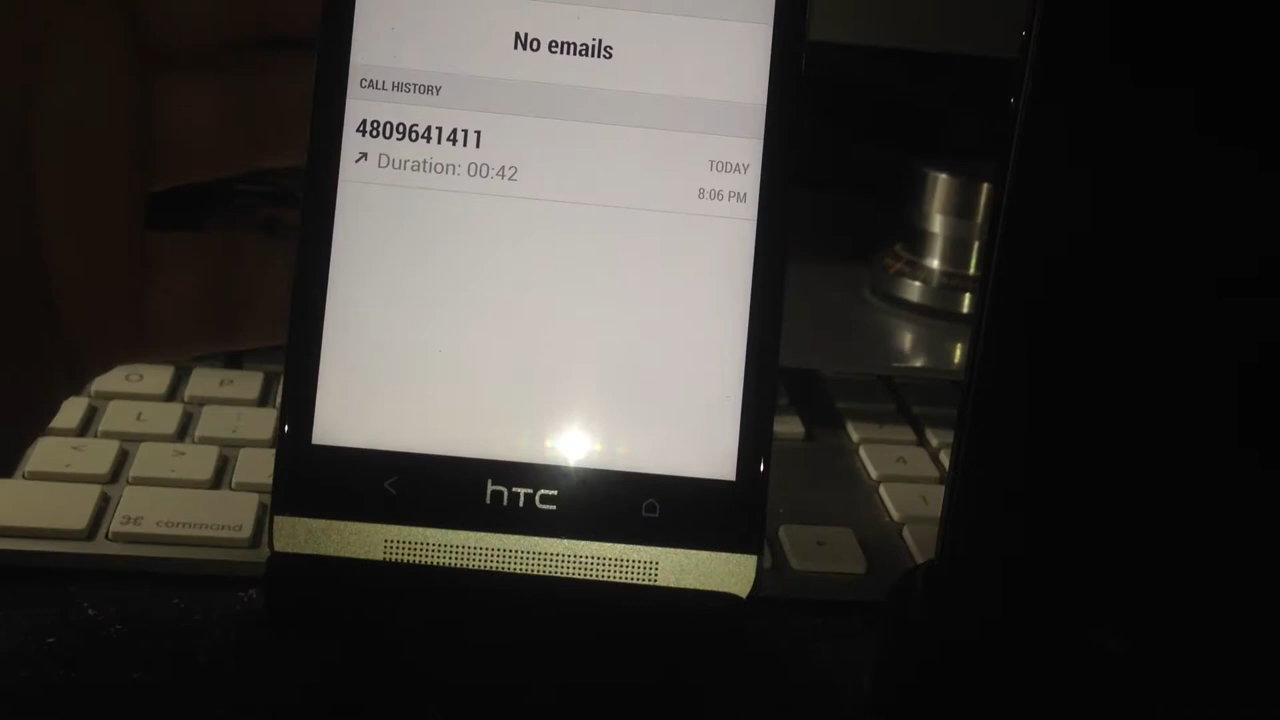 No emails
CALL HISTORY
4809641411
Duration: 00:42
TODAY
8:06 PM
hTC
O
P
L
<
>
⌘ command